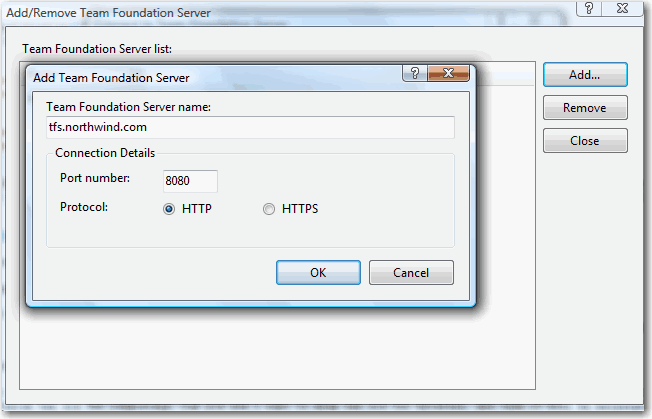 Add/Remove Team Foundation Server
Team Foundation Server list:
Add...
Remove
Close
Add Team Foundation Server
Team Foundation Server name:
tfs.northwind.com
Connection Details
Port number: 8080
Protocol: HTTP HTTPS
OK Cancel